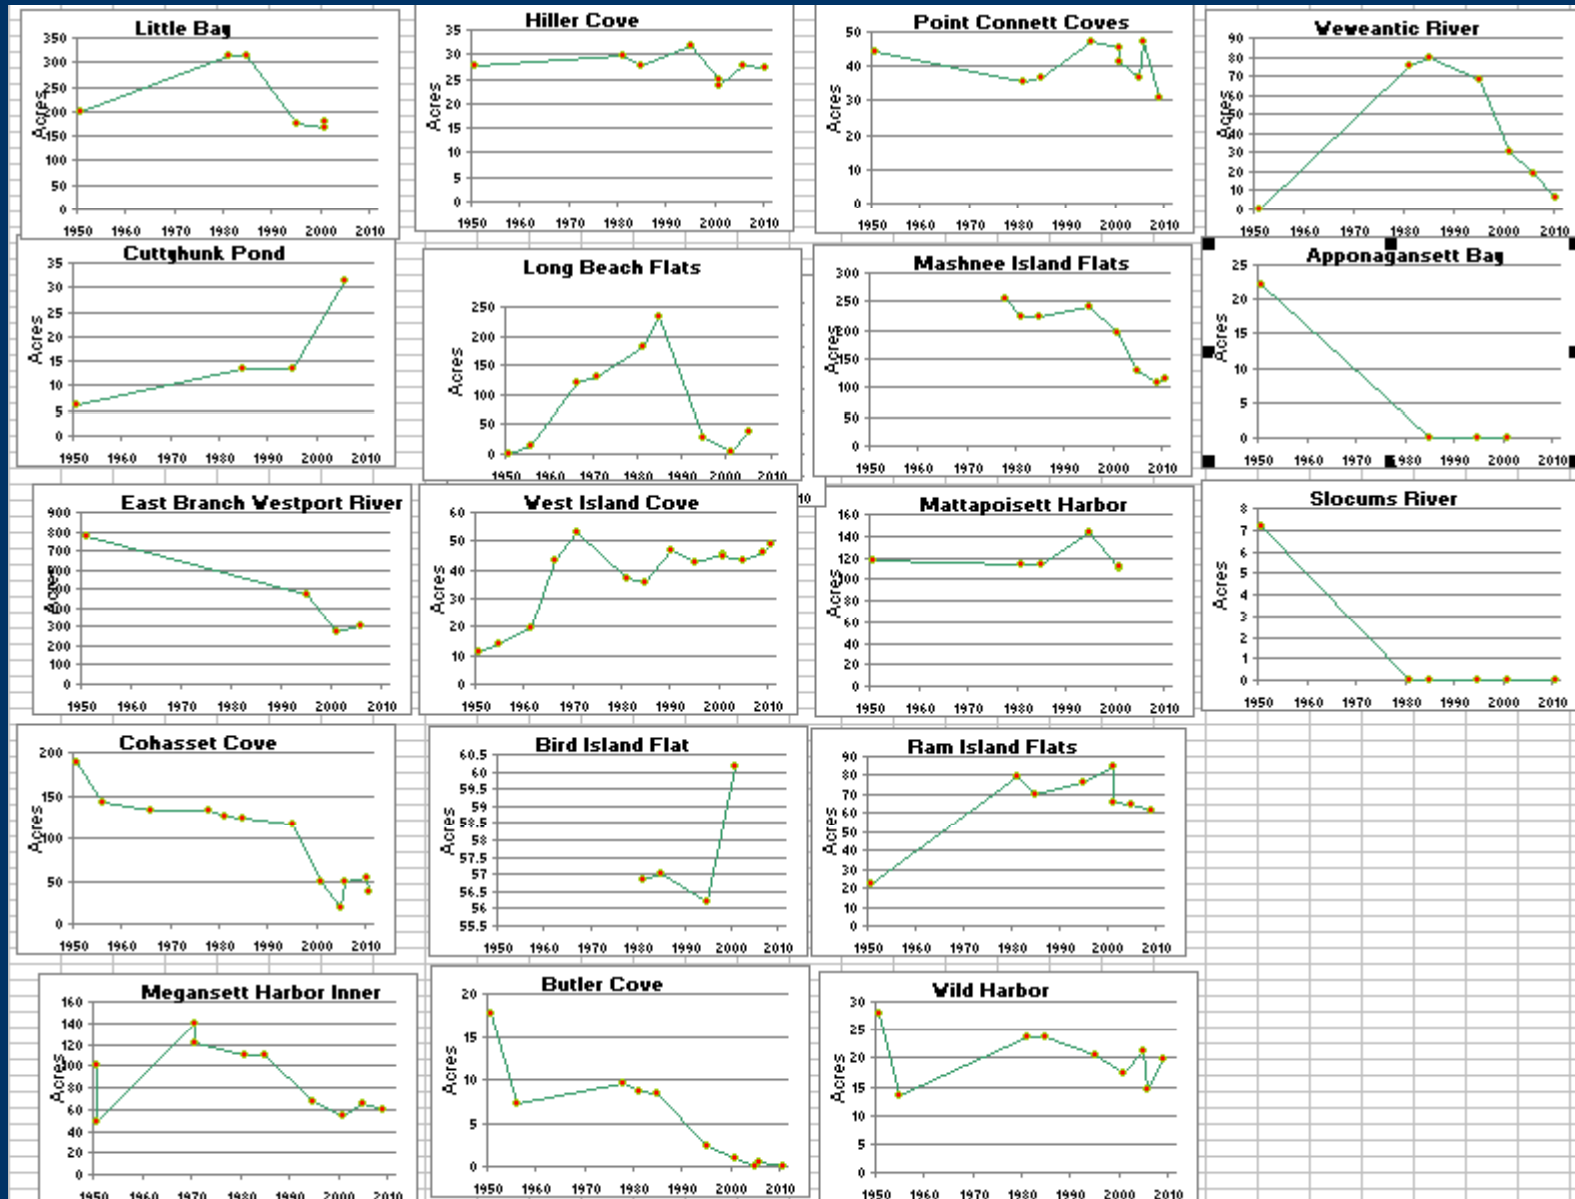 Little Bay
Acres
350
300
250
200
150
100
50
0
1950 1960 1970 1980 1990 2000 2010
Hiller Cove
Acres
35
30
25
20
15
10
5
0
1950 1960 1970 1980 1990 2000 2010
Point Connett Coves
Acres
50
40
30
20
10
0
1950 1960 1970 1980 1990 2000 2010
Weweantic River
Acres
90
80
70
60
50
40
30
20
10
0
1950 1960 1970 1980 1990 2000 2010
Cuttyhunk Pond
Acres
35
30
25
20
15
10
5
0
1950 1960 1970 1980 1990 2000 2010
Long Beach Flats
Acres
250
200
150
100
50
0
1950 1960 1970 1980 1990 2000 2010
10
Mashnee Island Flats
Acres
300
250
200
150
100
50
0
1950 1960 1970 1980 1990 2000 2010
Apponagansett Bay
Acres
25
20
15
10
5
0
1950 1960 1970 1980 1990 2000 2010
East Branch Westport River
Acres
900
800
700
600
500
400
300
200
100
0
1950 1960 1970 1980 1990 2000 2010
West Island Cove
Acres
60
50
40
30
20
10
0
1950 1960 1970 1980 1990 2000 2010
Mattapoisett Harbor
Acres
160
140
120
100
80
60
40
20
0
1950 1960 1970 1980 1990 2000 2010
Slocums River
Acres
8
7
6
5
4
3
2
1
0
1950 1960 1970 1980 1990 2000 2010
Cohasset Cove
Acres
200
150
100
50
0
1950 1960 1970 1980 1990 2000 2010
Bird Island Flat
Acres
60.5
60
59.5
59
58.5
58
57.5
57
56.5
56
55.5
1950 1960 1970 1980 1990 2000 2010
Ram Island Flats
Acres
90
80
70
60
50
40
30
20
10
0
1950 1960 1970 1980 1990 2000 2010
Megansett Harbor Inner
Acres
160
140
120
100
80
60
40
20
0
1950 1960 1970 1980 1990 2000 2010
Butler Cove
Acres
20
15
10
5
0
1950 1960 1970 1980 1990 2000 2010
Wild Harbor
Acres
30
25
20
15
10
5
0
1950 1960 1970 1980 1990 2000 2010